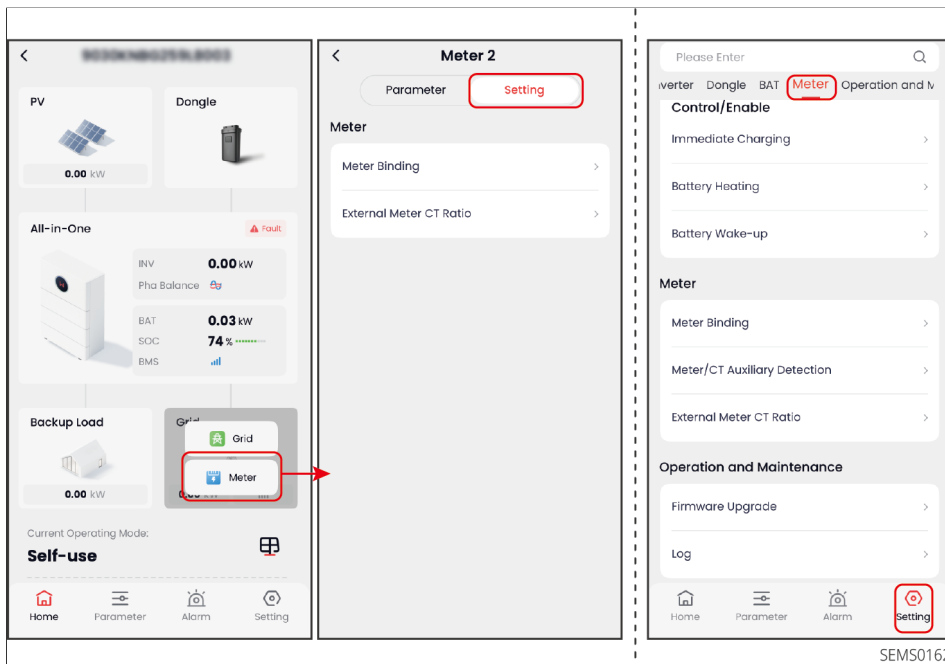 PV
Dongle
0.00 kW
All-in-One
Fault
INV 0.00 kW
Pha Balance
BAT 0.03 kW
SOC 74 %
BMS
Backup Load
Grid
Meter
0.00 kW
Current Operating Mode:
Self-use
Home Parameter Alarm Setting
Meter 2
Parameter Setting
Meter
Meter Binding
External Meter CT Ratio
Please Enter
Dongle BAT Meter Operation and M
Control/Enable
Immediate Charging
Battery Heating
Battery Wake-up
Meter
Meter Binding
Meter/CT Auxiliary Detection
External Meter CT Ratio
Operation and Maintenance
Firmware Upgrade
Log
Home Parameter Alarm Setting
SEMS0162